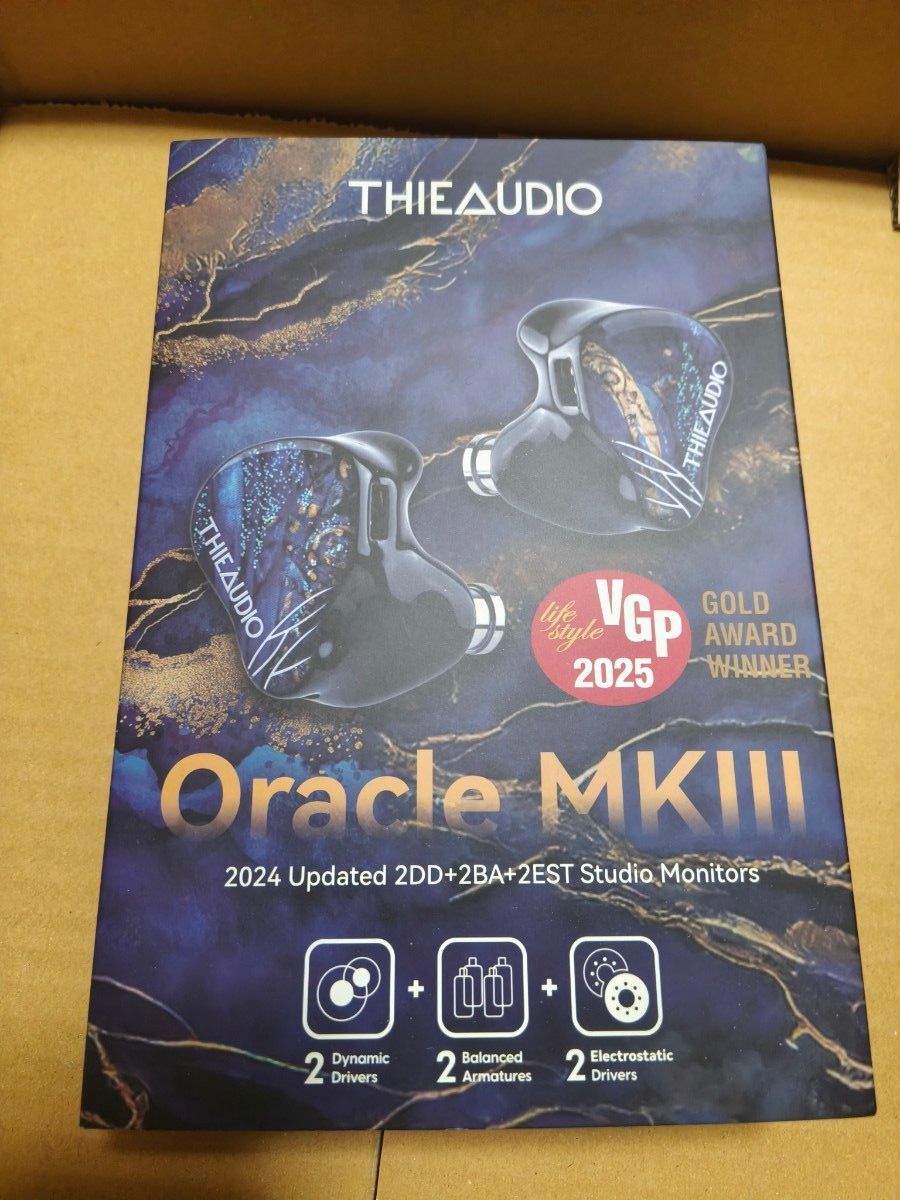 THIEAUDIO
THIEAUDIO
THIEAUDIO
life
style
VGP
2025
GOLD
AWARD
WINNER
Oracle MKIII
2024 Updated 2DD+2BA+2EST Studio Monitors
+
+
2 Dynamic
Drivers
2 Balanced
Armatures
2 Electrostatic
Drivers